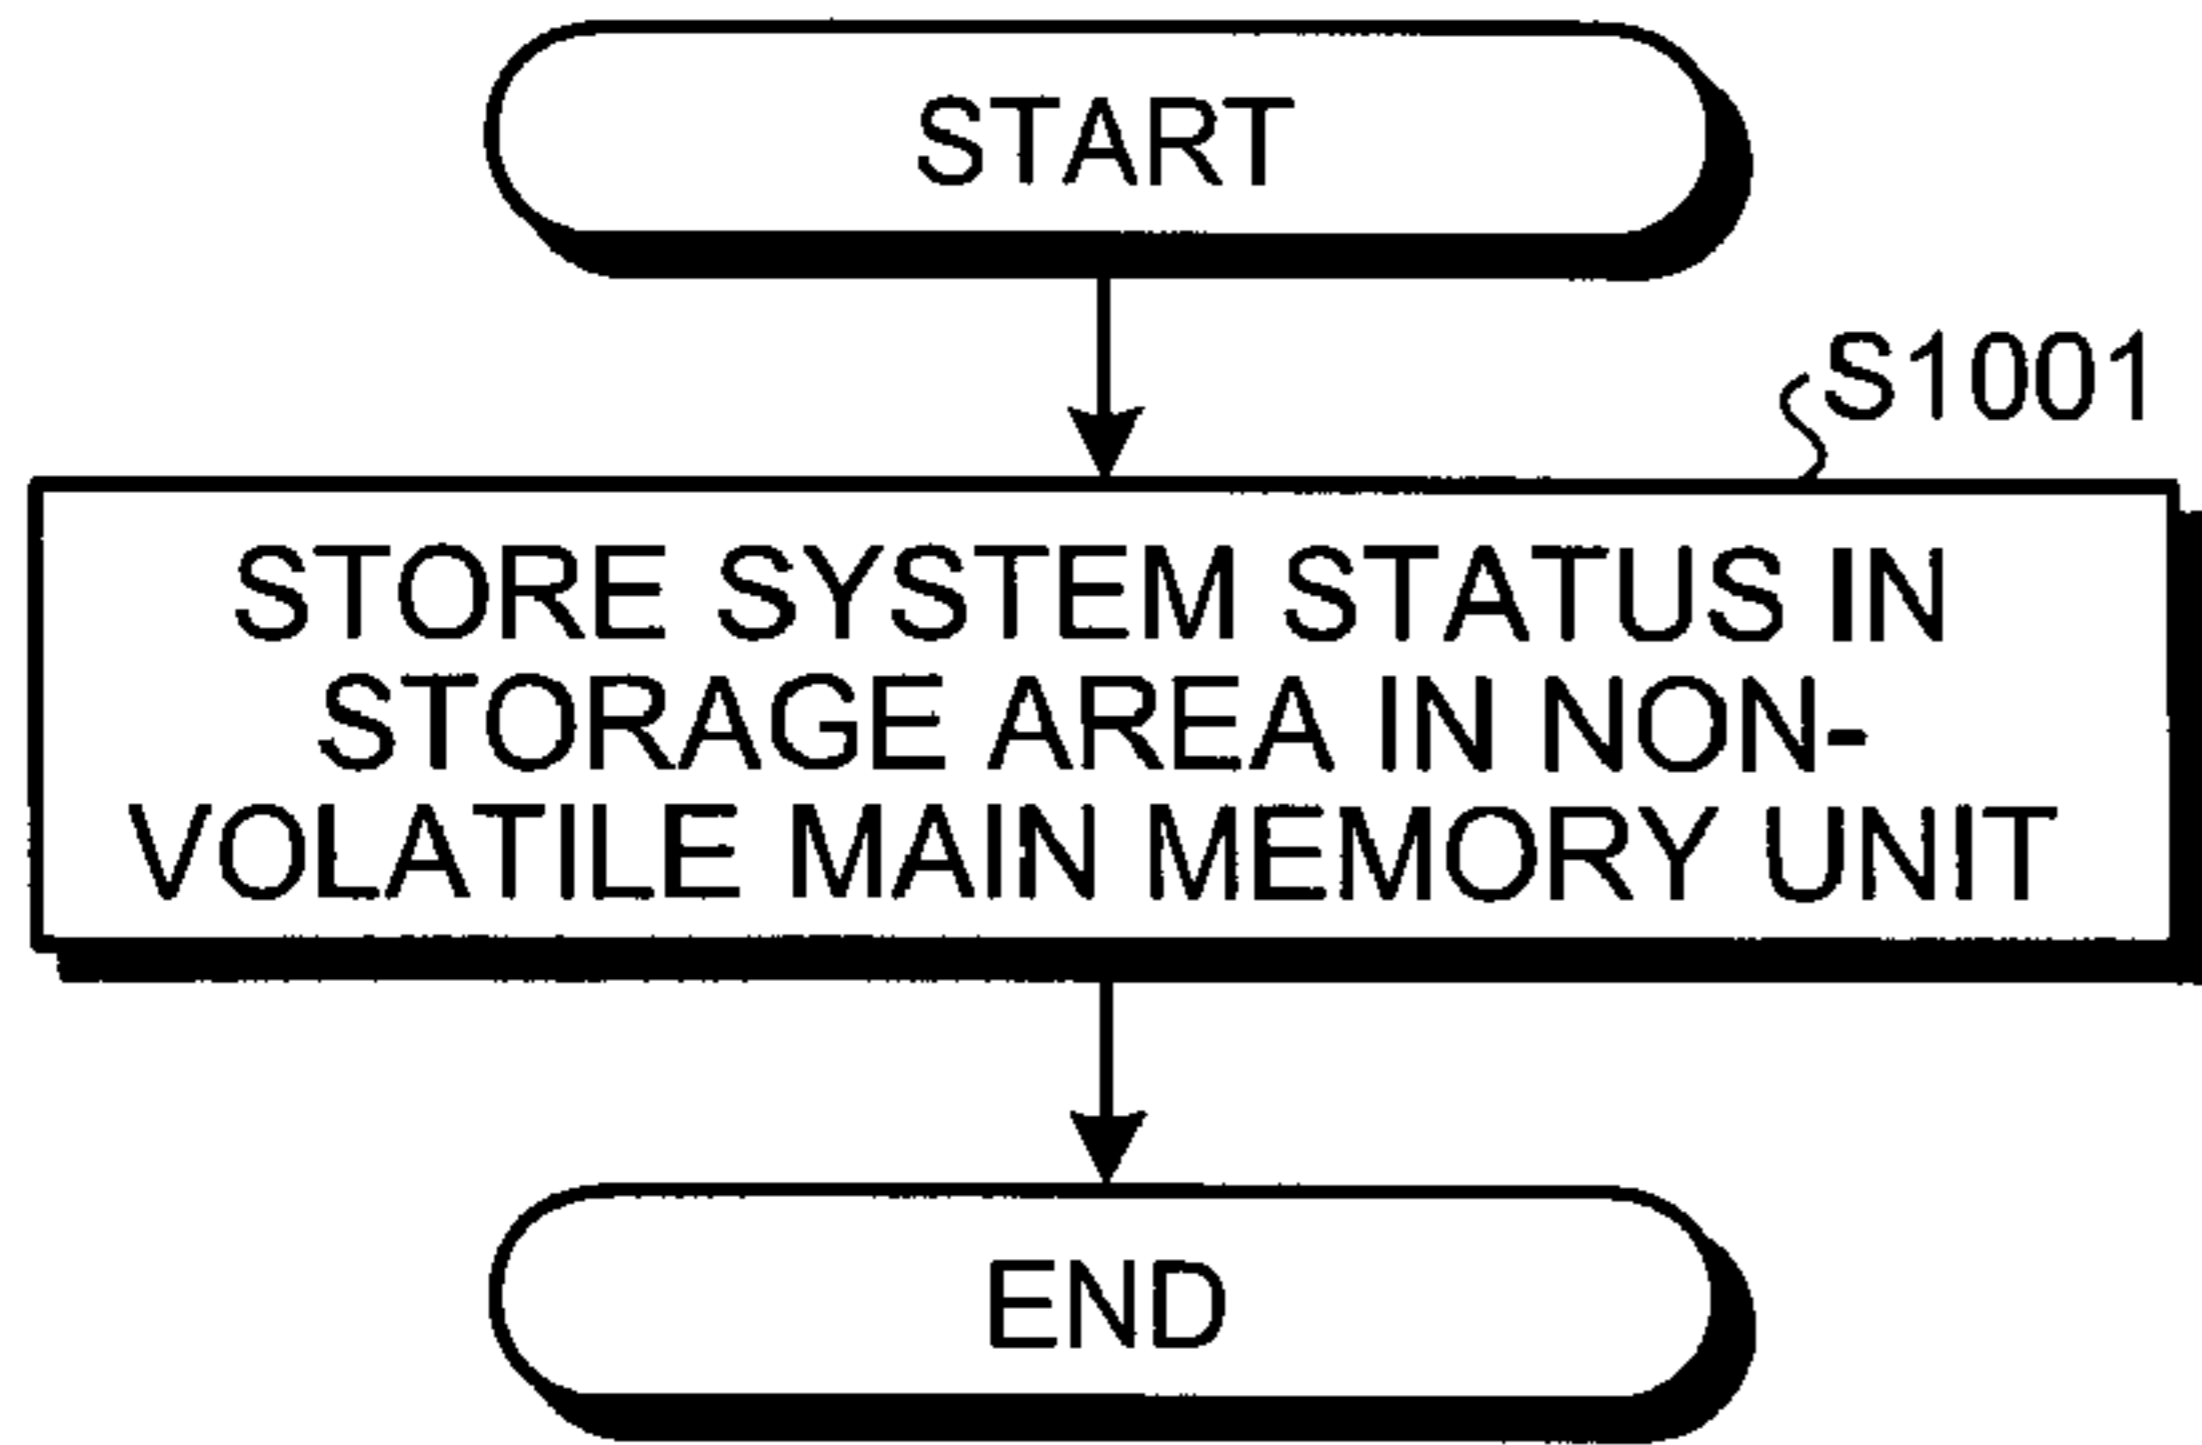 START
S1001
STORE SYSTEM STATUS IN
STORAGE AREA IN NON-
VOLATILE MAIN MEMORY UNIT
END